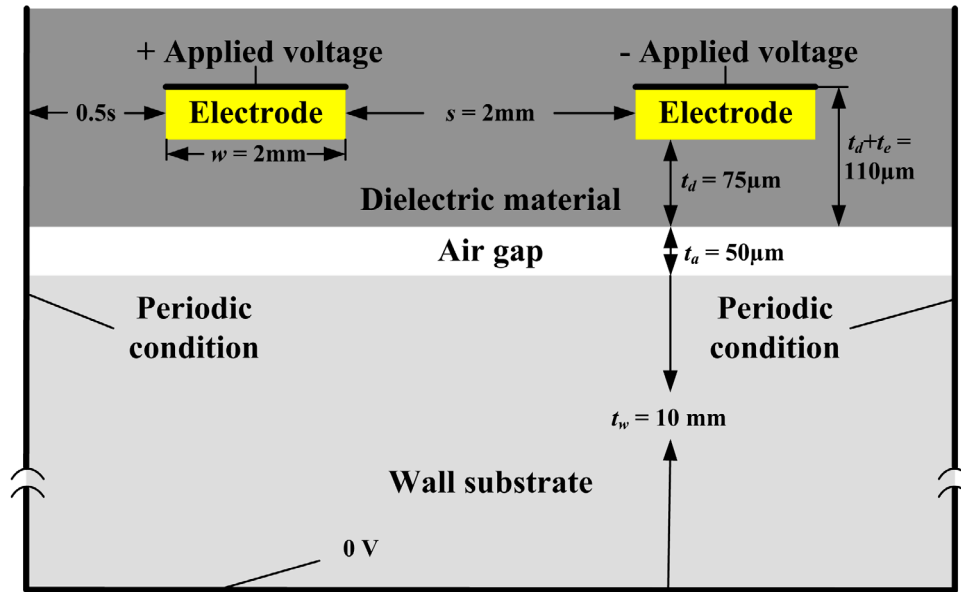 + Applied voltage
- Applied voltage
0.5s
Electrode
s = 2mm
Electrode
w = 2mm
t_d = 75µm
t_d+t_e =
110µm
Dielectric material
Air gap
t_a = 50µm
Periodic
condition
Periodic
condition
t_w = 10 mm
Wall substrate
0 V